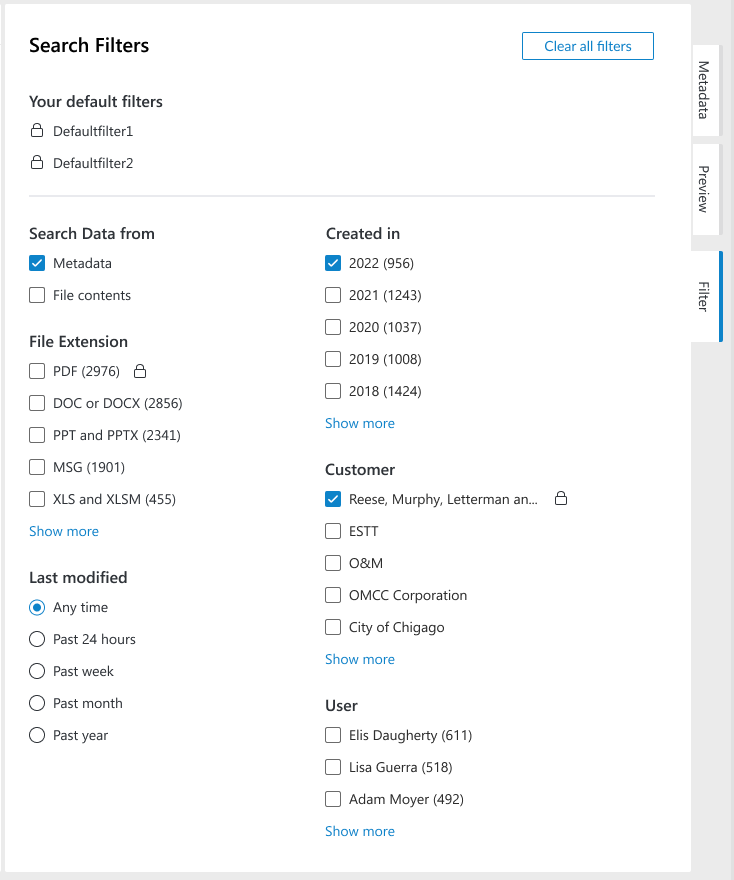 Search Filters
Clear all filters
Your default filters
Defaultfilter1
Defaultfilter2
Search Data from
Metadata
File contents
File Extension
PDF (2976)
DOC or DOCX (2856)
PPT and PPTX (2341)
MSG (1901)
XLS and XLSM (455)
Show more
Last modified
Any time
Past 24 hours
Past week
Past month
Past year
Created in
2022 (956)
2021 (1243)
2020 (1037)
2019 (1008)
2018 (1424)
Show more
Customer
Reese, Murphy, Letterman an...
ESTT
O&M
OMCC Corporation
City of Chigago
Show more
User
Elis Daugherty (611)
Lisa Guerra (518)
Adam Moyer (492)
Show more
Metadata
Preview
Filter